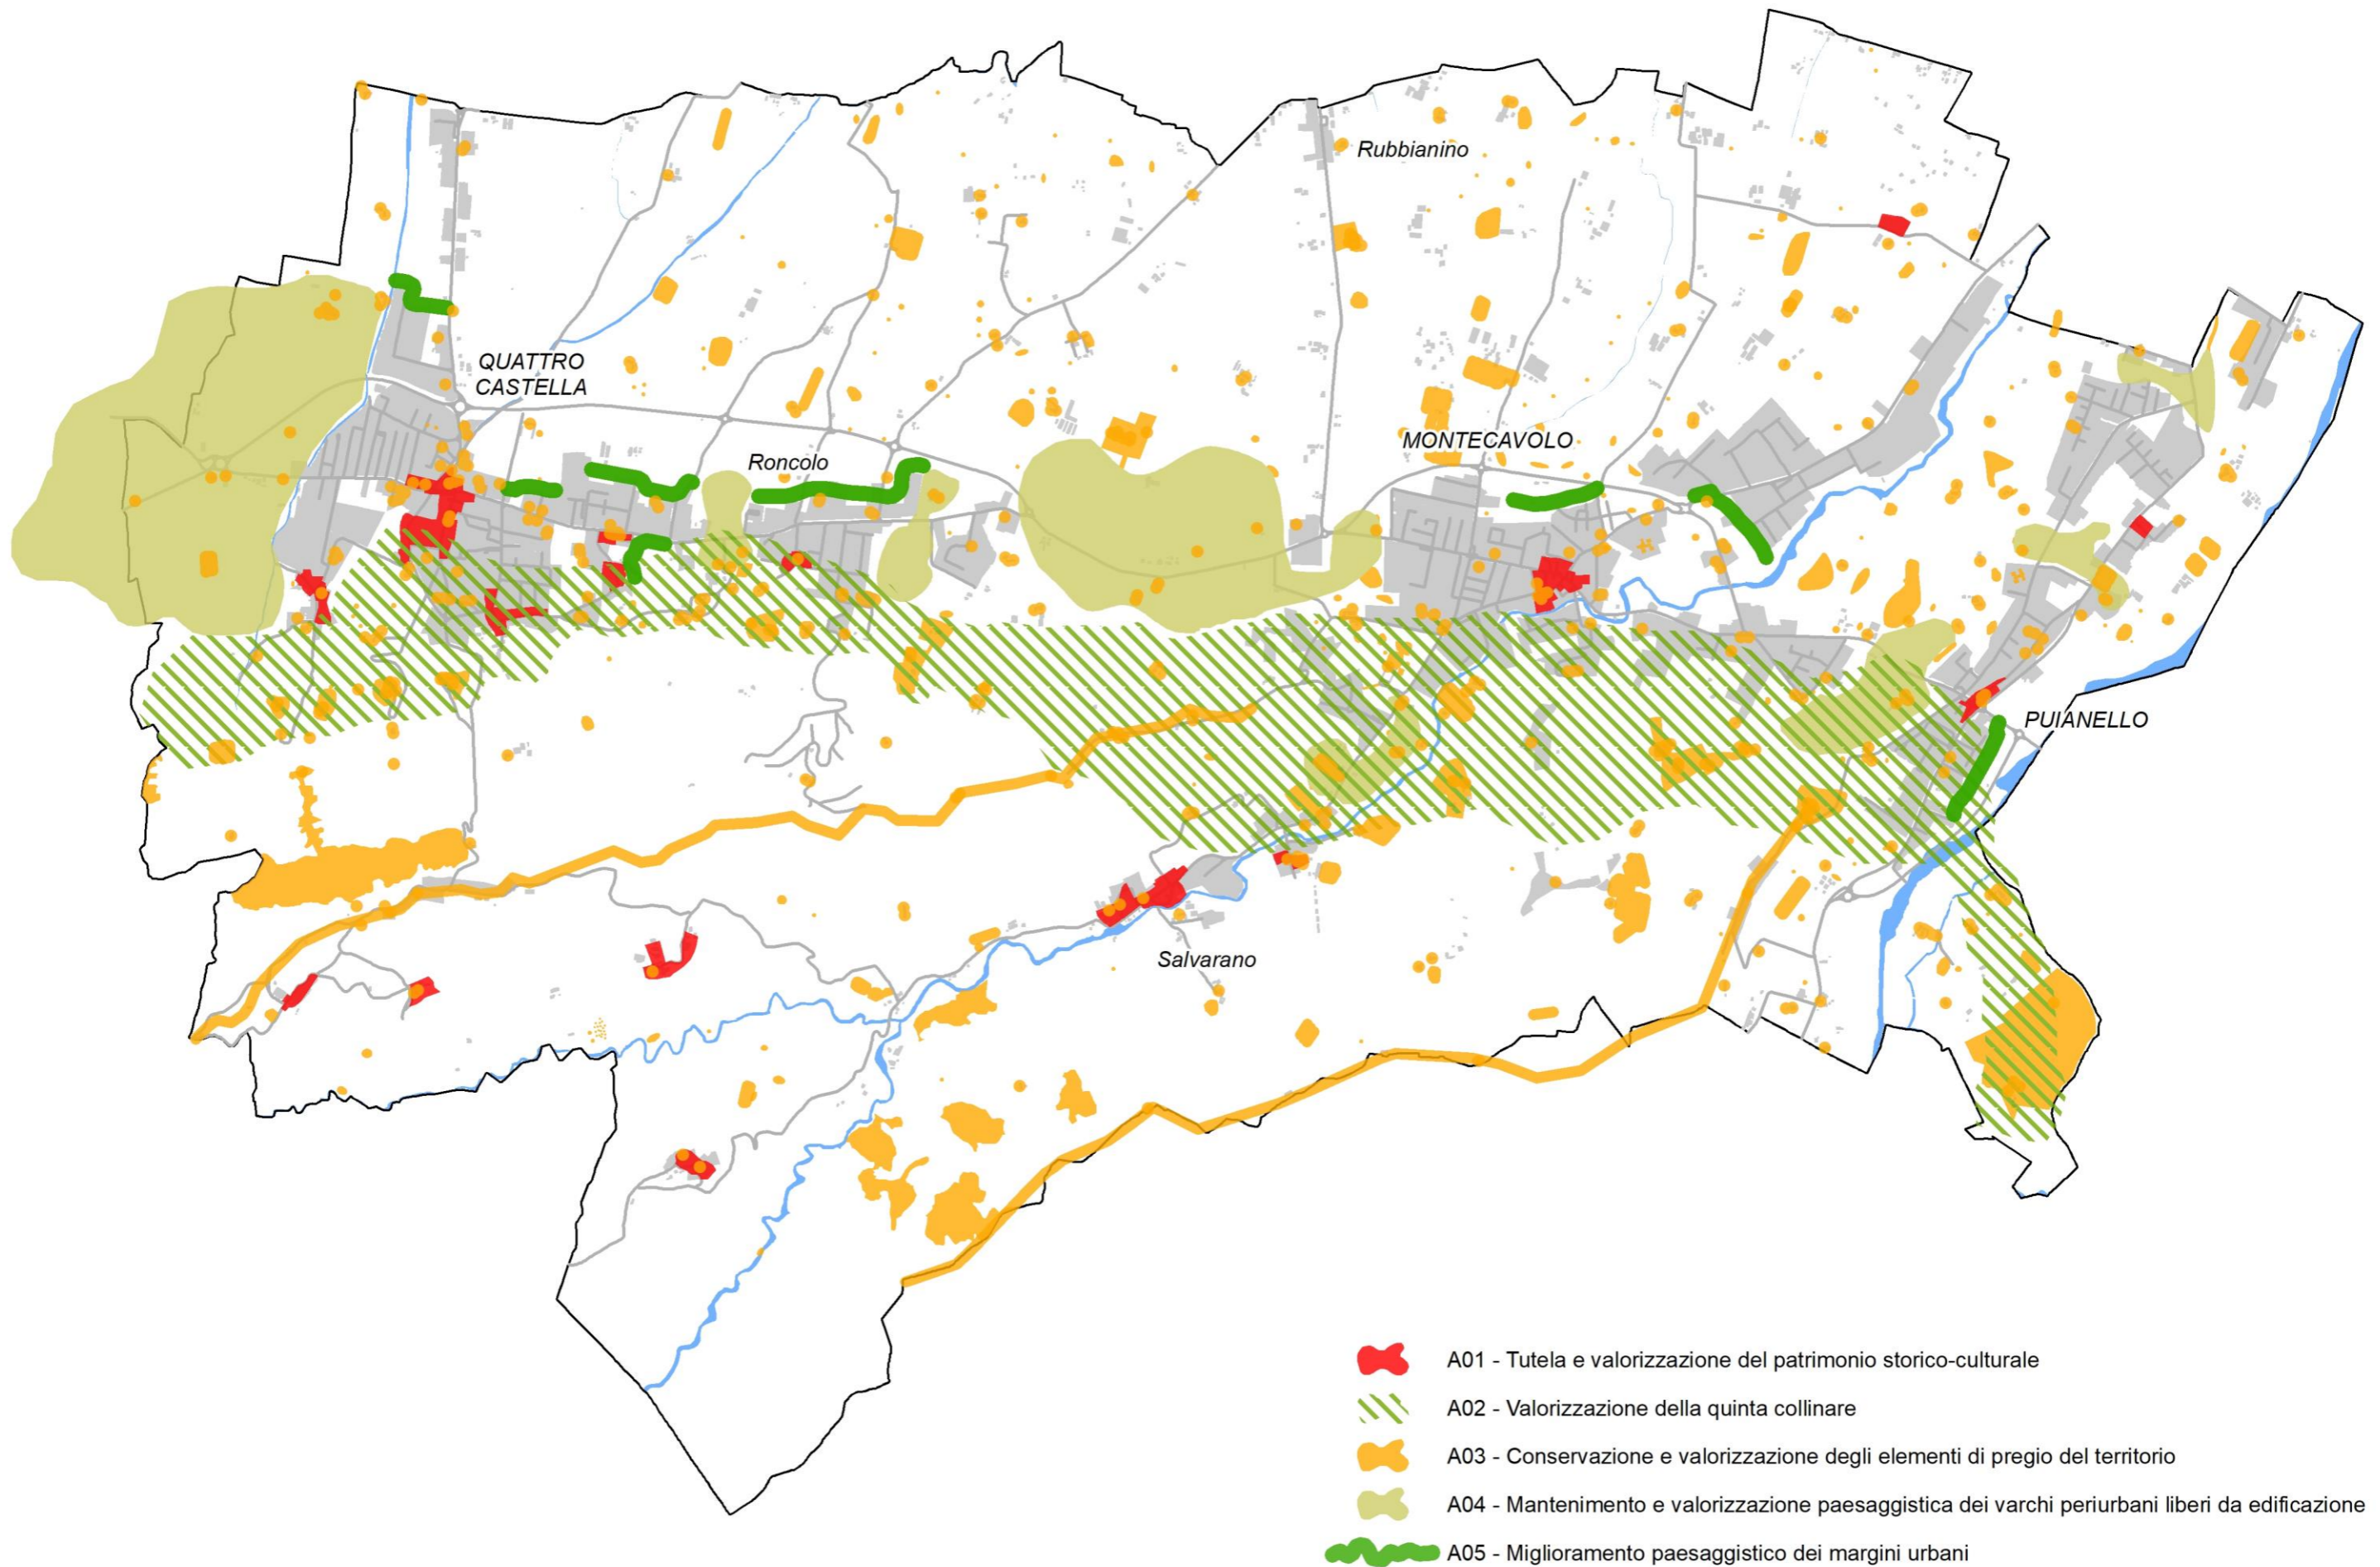 Rubbianino
QUATTRO
CASTELLA
MONTECAVOLO
Roncolo
PUIANELLO
Salvarano
A01 - Tutela e valorizzazione del patrimonio storico-culturale
A02 - Valorizzazione della quinta collinare
A03 - Conservazione e valorizzazione degli elementi di pregio del territorio
A04 - Mantenimento e valorizzazione paesaggistica dei varchi periurbani liberi da edificazione
A05 - Miglioramento paesaggistico dei margini urbani